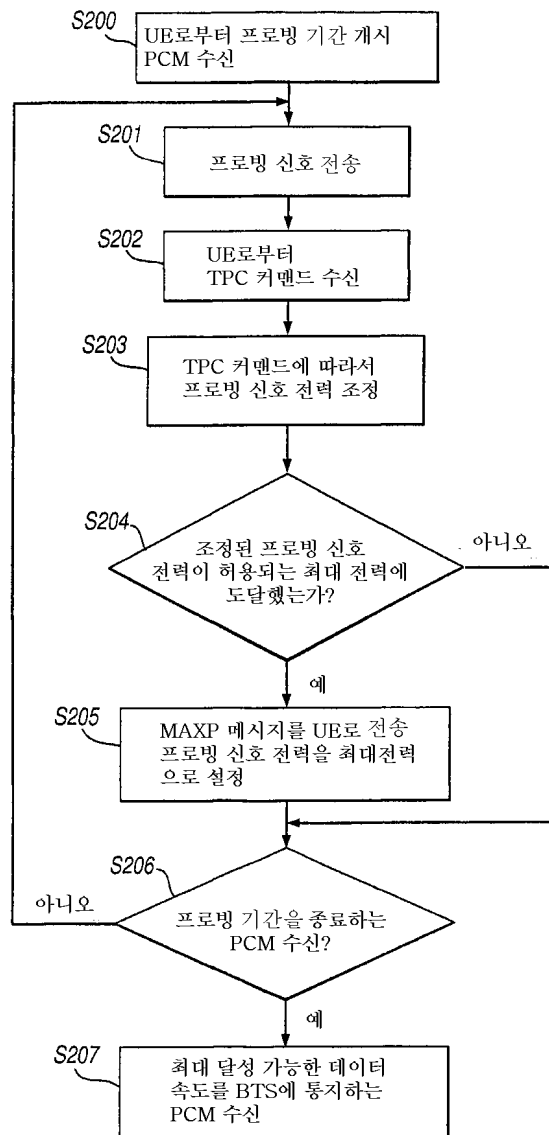 S200
UE로부터 프로빙 기간 개시
PCM 수신
S201
프로빙 신호 전송
S202
UE로부터
TPC 커맨드 수신
S203
TPC 커맨드에 따라서
프로빙 신호 전력 조정
S204
조정된 프로빙 신호
전력이 허용되는 최대 전력에
도달했는가?
아니오
예
S205
MAXP 메시지를 UE로 전송
프로빙 신호 전력을 최대전력
으로 설정
S206
아니오
프로빙 기간을 종료하는
PCM 수신?
예
S207
최대 달성 가능한 데이터
속도를 BTS에 통지하는
PCM 수신